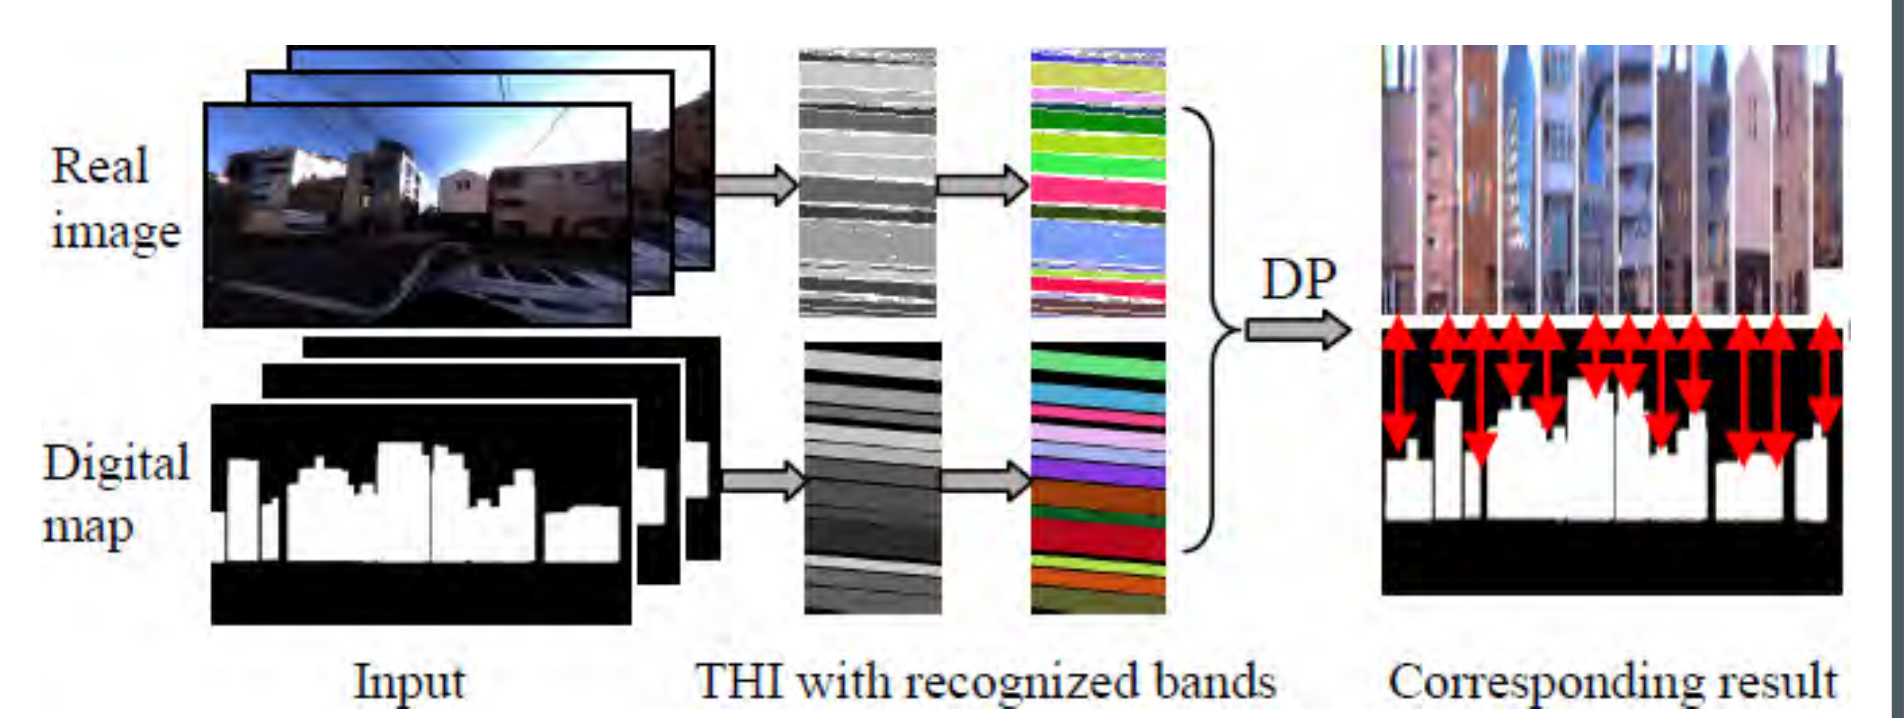 Real
image
DP
Digital
map
Input
THI with recognized bands
Corresponding result